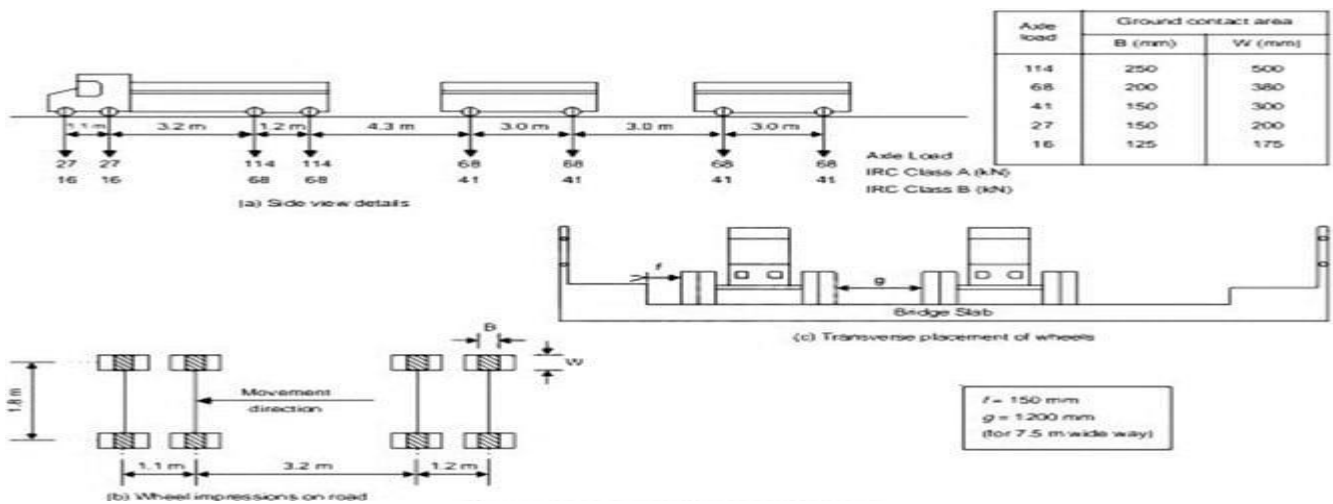 Axle load
Ground contact area
B (mm) W (mm)
114 250 500
68 200 380
41 150 300
27 150 200
16 125 175
1.1 m 3.2 m 1.2 m 4.3 m 3.0 m 3.0 m 3.0 m
27 27 114 114 68 68 68 68 Axle Load
IRC Class A (kN)
16 16 68 68 41 41 41 41
IRC Class B (kN)
(a) Side view details
f
g
Bridge Slab
(c) Transverse placement of wheels
B
W
1.8 m
Movement
direction
1.1 m 3.2 m 1.2 m
(b) Wheel impressions on road
f = 150 mm
g = 1200 mm
(for 7.5 m wide way)